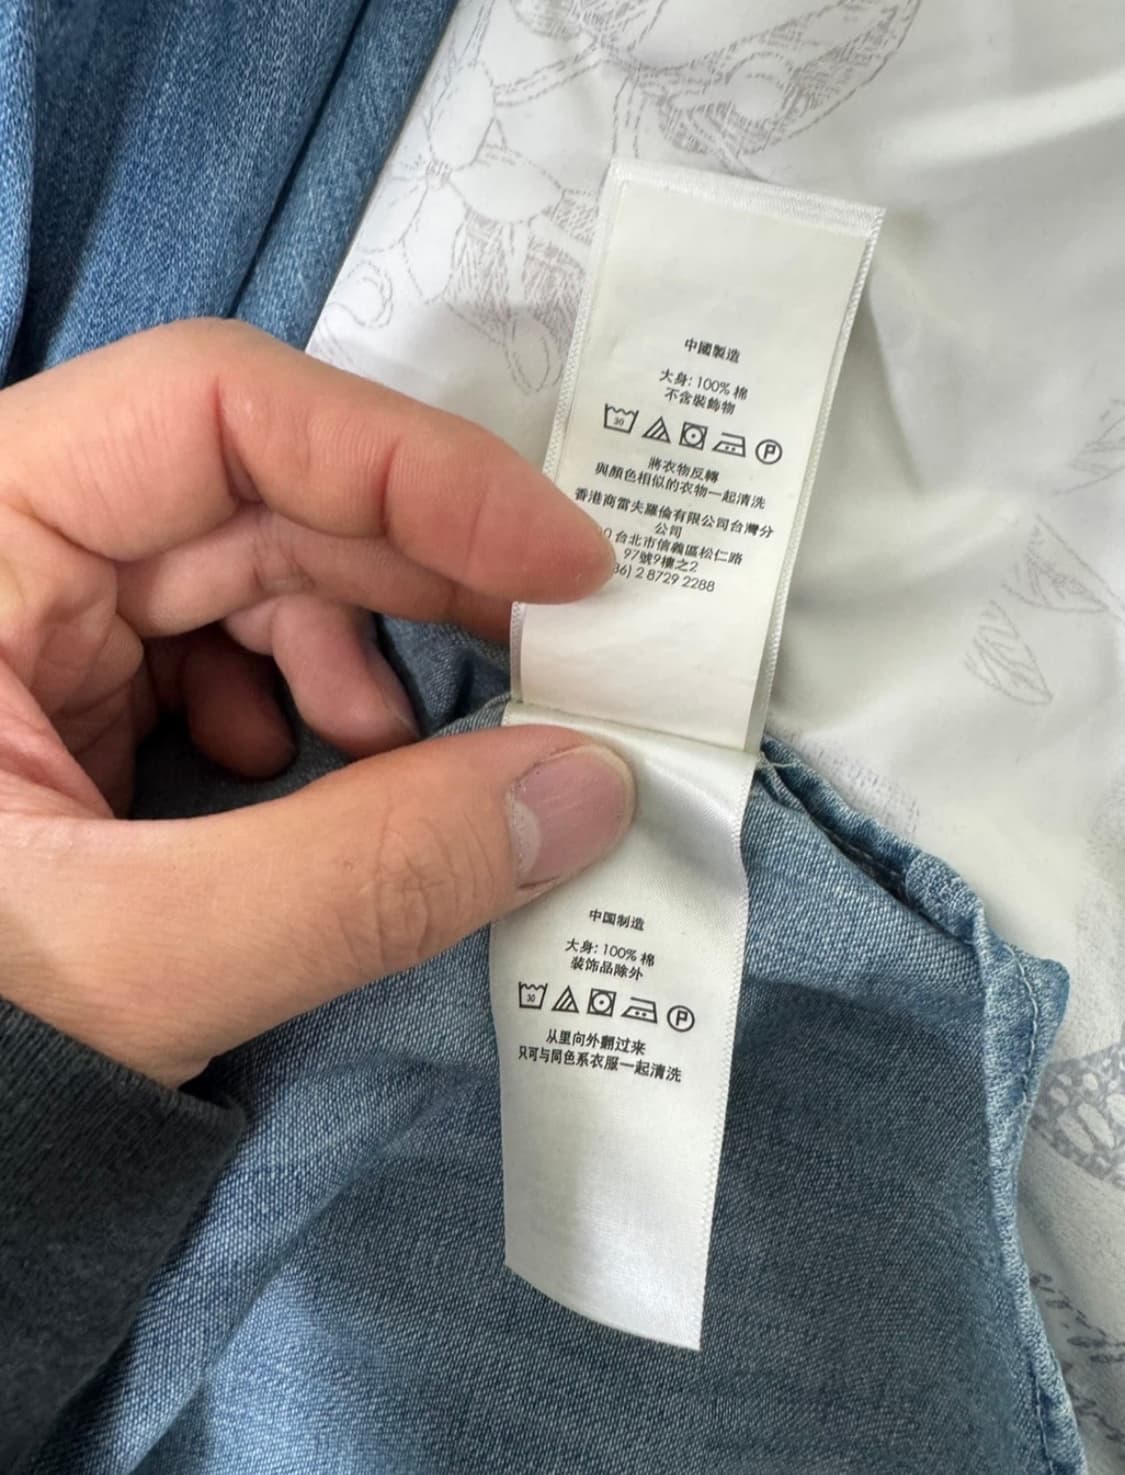 中國製造
大身: 100% 棉
不含裝飾物
30 P
將衣物反轉
與顏色相似的衣物一起清洗
香港商雷夫羅倫有限公司台灣分
公司
0 台北市信義區松仁路
97號9樓之2
86) 2 8729 2288
中国制造
大身: 100% 棉
装饰品除外
30 P
从里向外翻过来
只可与同色系衣服一起清洗